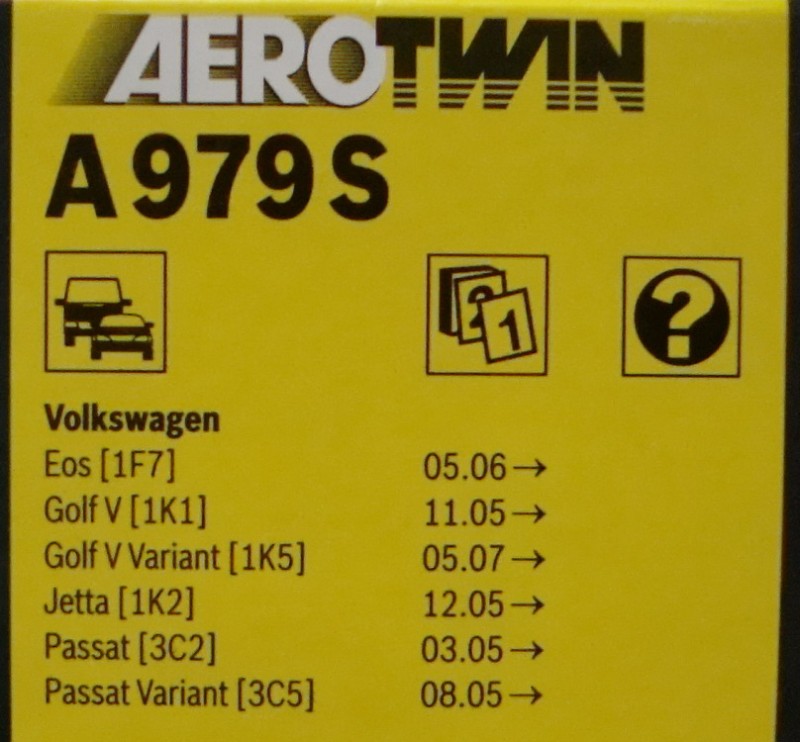 AEROTWIN
A979S
2 1
?
Volkswagen
Eos [1F7] 05.06→
Golf V [1K1] 11.05→
Golf V Variant [1K5] 05.07→
Jetta [1K2] 12.05→
Passat [3C2] 03.05→
Passat Variant [3C5] 08.05→